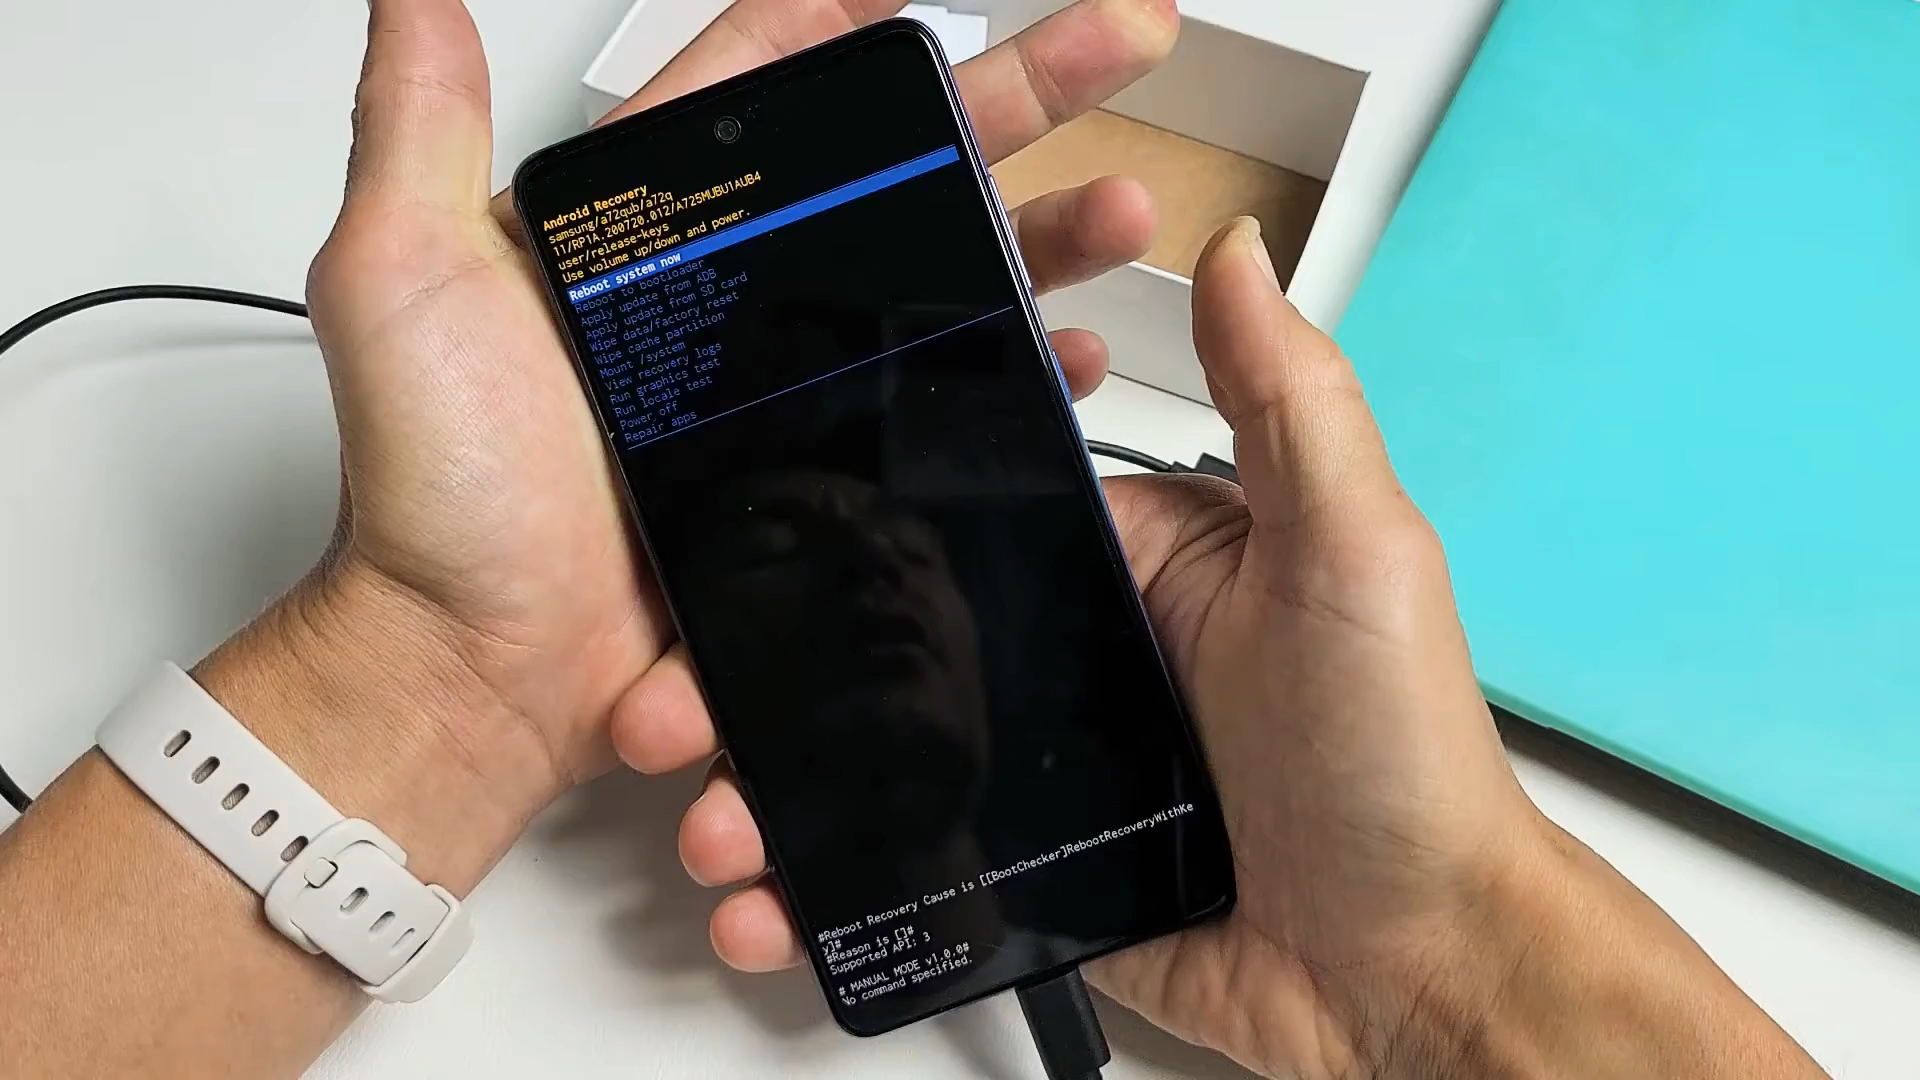 Android Recovery
samsung/a72qub/a72q
11/RP1A.200720.012/A725MUBU1AUB4
user/release-keys
Use volume up/down and power.
Reboot system now
Reboot to bootloader
Apply update from ADB
Apply update from SD card
Wipe data/factory reset
Wipe cache partition
Mount /system
View recovery logs
Run graphics test
Run locale test
Power off
Repair apps
#Reboot Recovery Cause is [[BootChecker]RebootRecoveryWithKe
y]#
#Reason is []#
Supported API: 3
# MANUAL MODE v1.0.0#
No command specified.